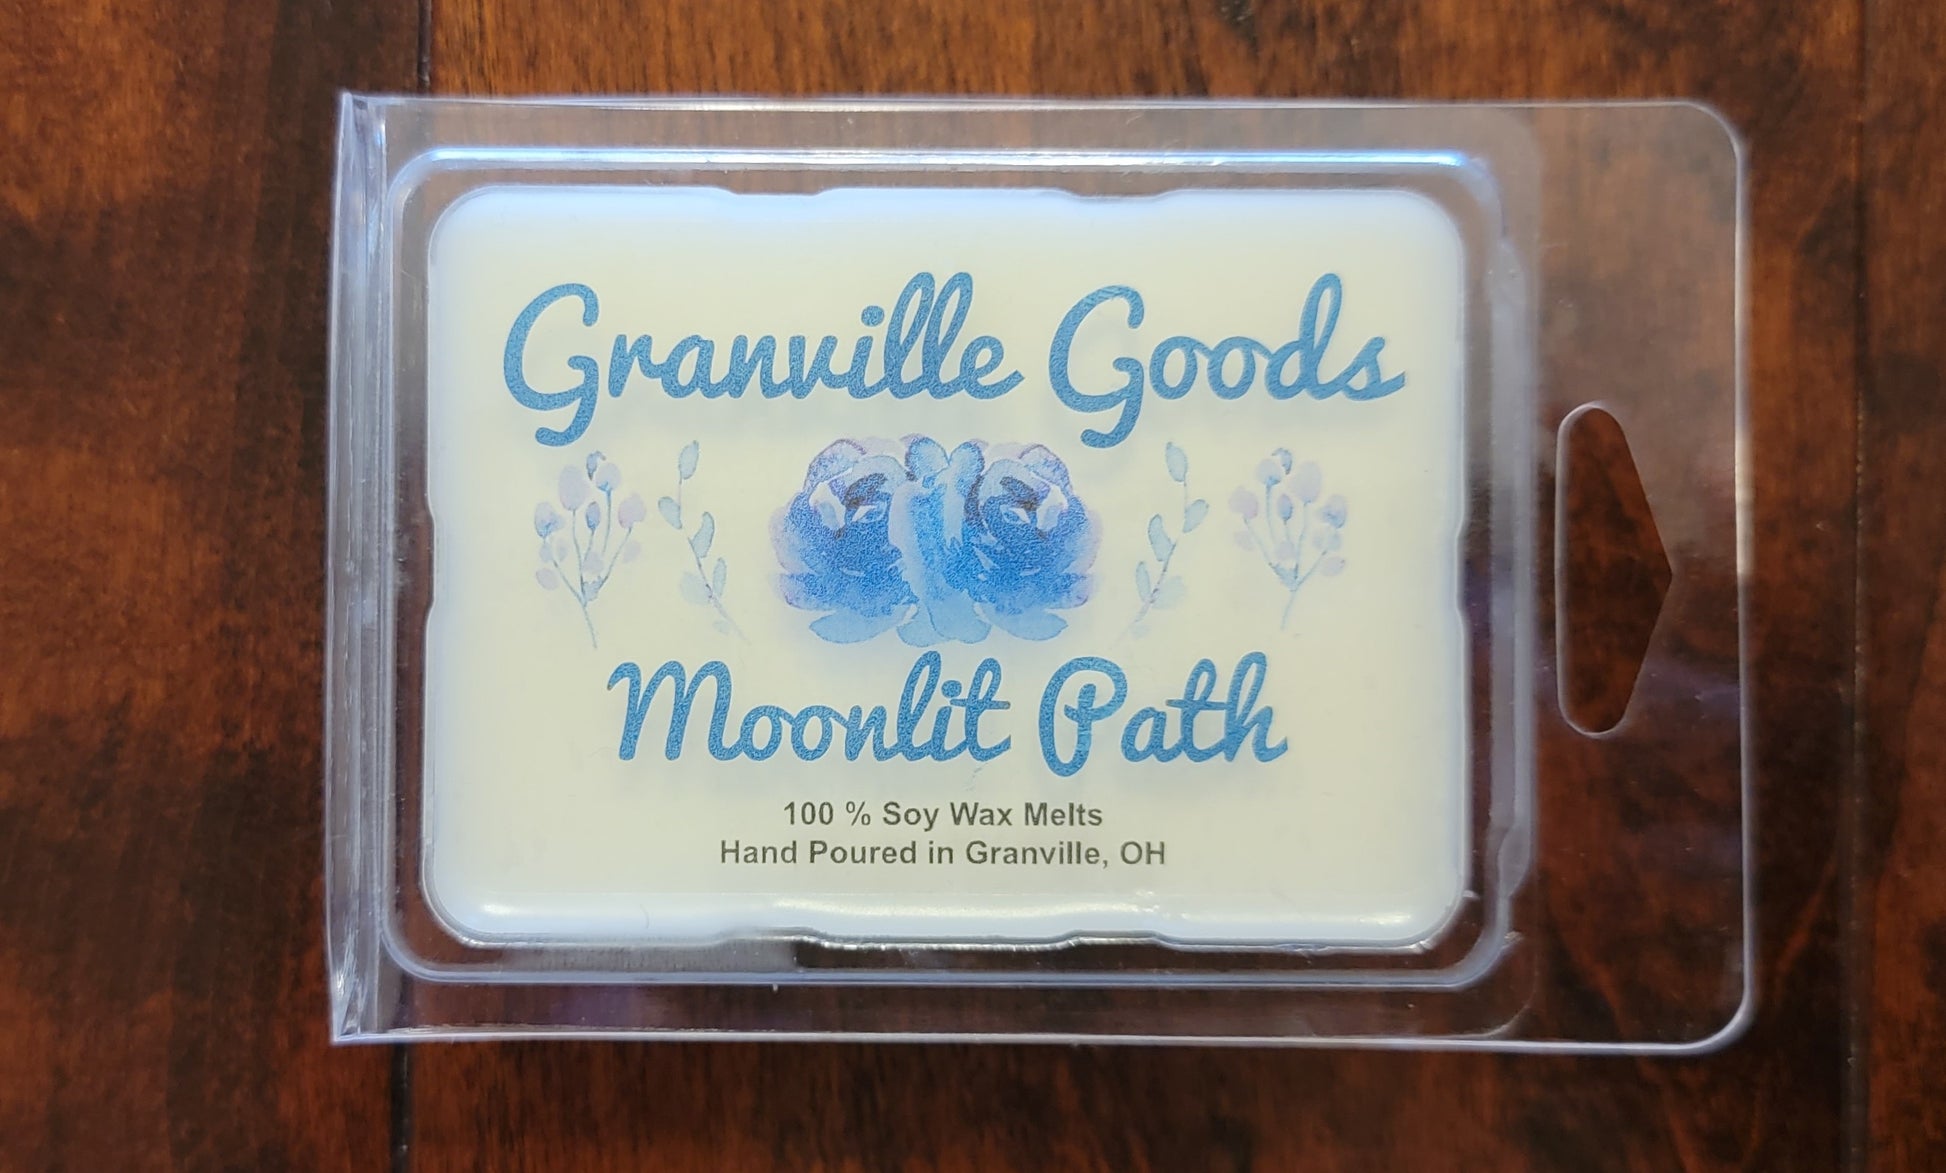 Granville Goods
Moonlit Path
100 % Soy Wax Melts
Hand Poured in Granville, OH